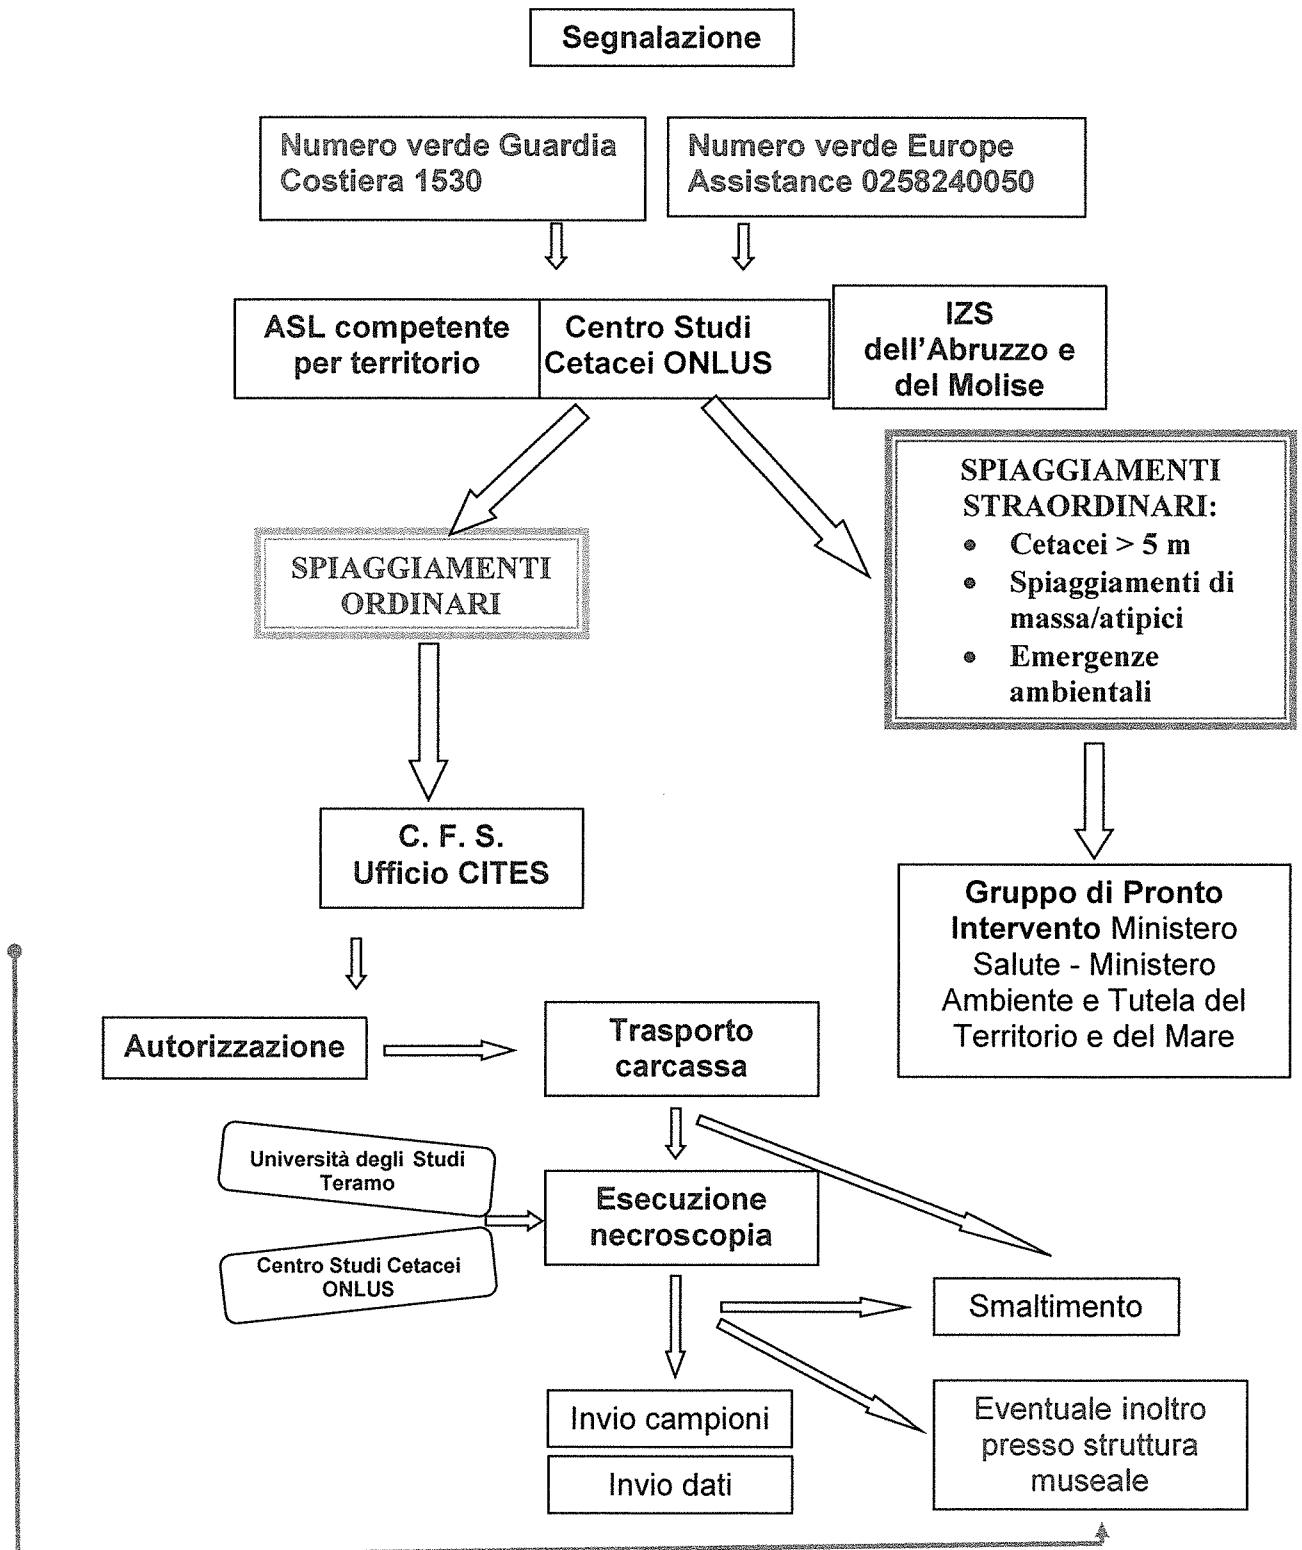 Segnalazione
Numero verde Guardia
Costiera 1530
Numero verde Europe
Assistance 0258240050
ASL competente
per territorio
Centro Studi
Cetacei ONLUS
IZS
dell'Abruzzo e
del Molise
SPIAGGIAMENTI
ORDINARI
SPIAGGIAMENTI
STRAORDINARI:
• Cetacei > 5 m
• Spiaggiamenti di
massa/atipici
• Emergenze
ambientali
C. F. S.
Ufficio CITES
Gruppo di Pronto
Intervento Ministero
Salute - Ministero
Ambiente e Tutela del
Territorio e del Mare
Autorizzazione
Trasporto
carcassa
Università degli Studi
Teramo
Centro Studi Cetacei
ONLUS
Esecuzione
necroscopia
Smaltimento
Invio campioni
Invio dati
Eventuale inoltro
presso struttura
museale